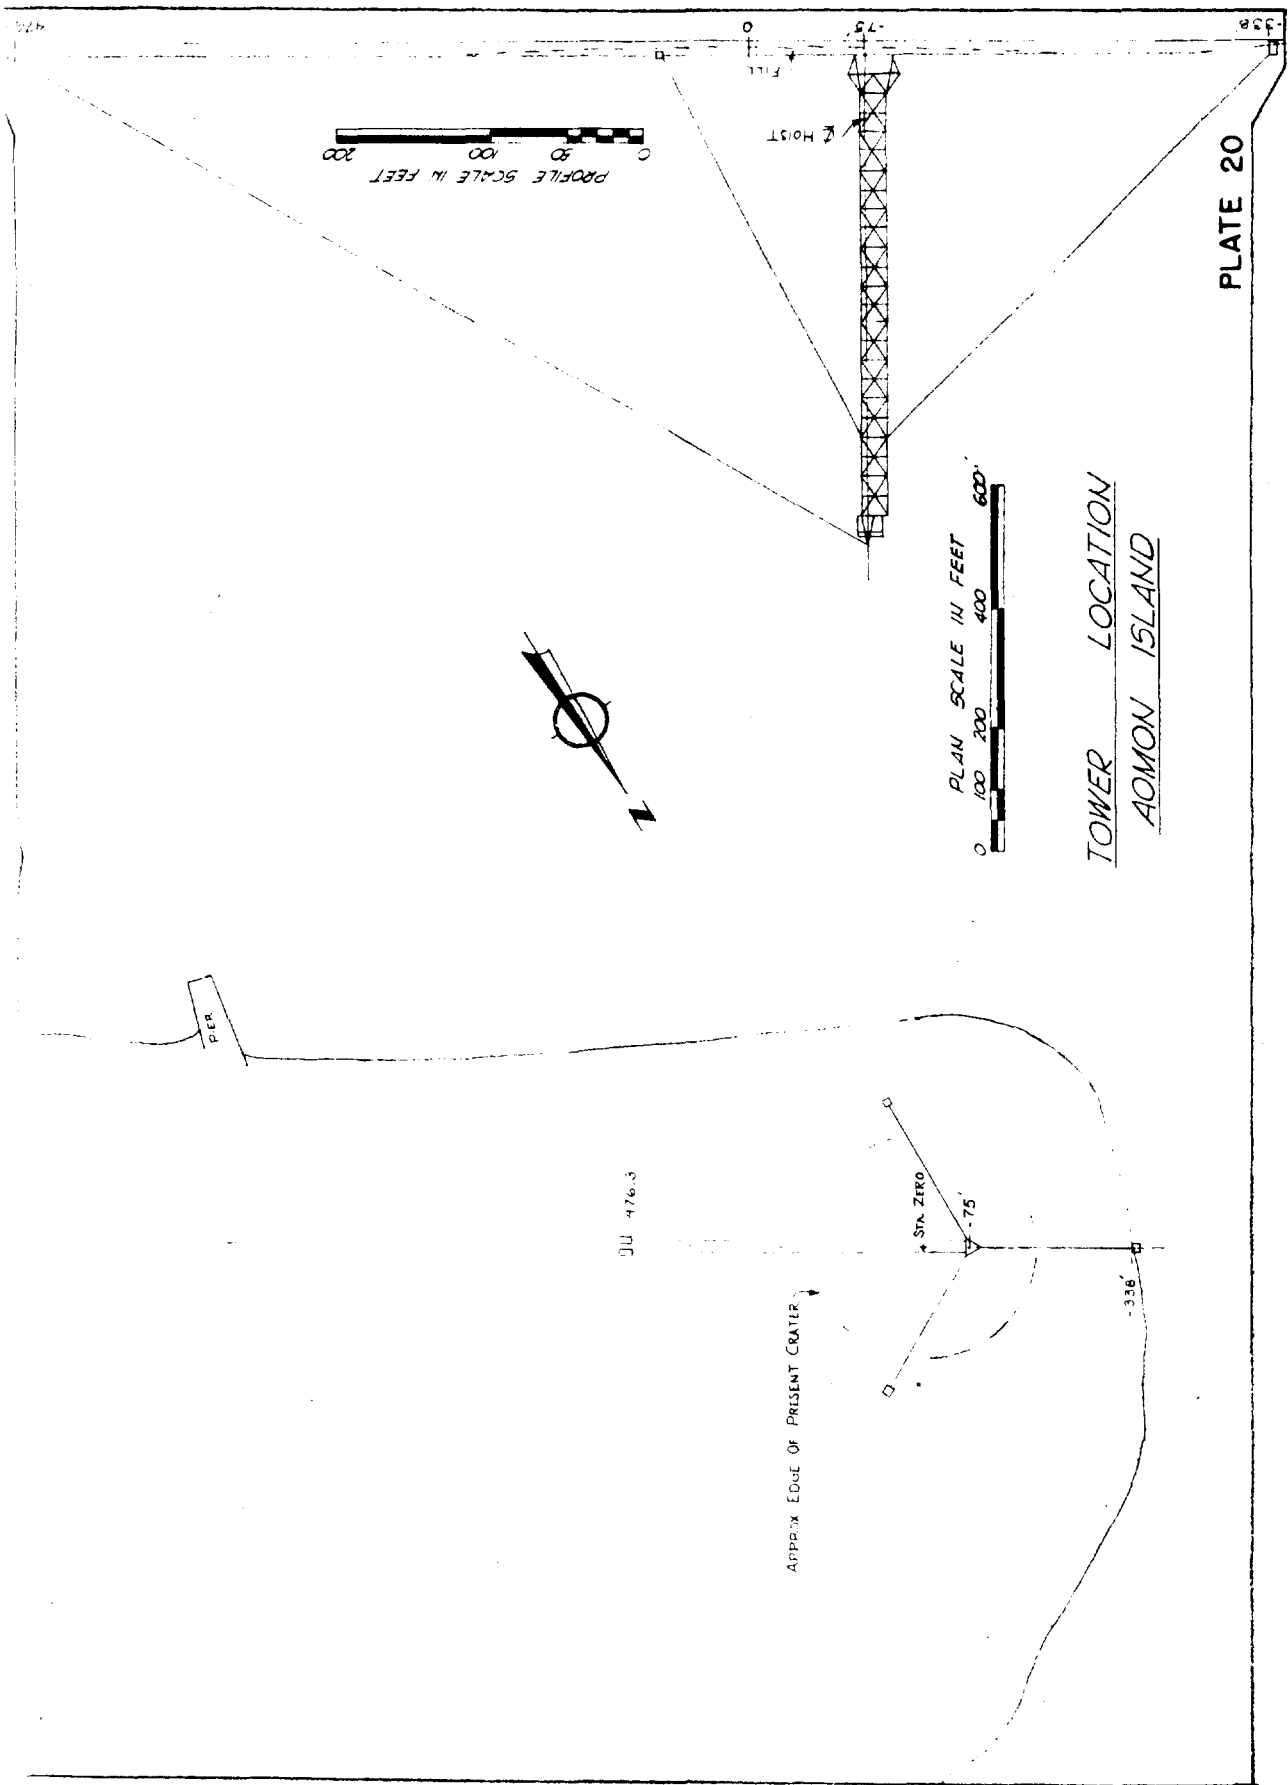 PLATE 20
TOWER LOCATION
AOMON ISLAND
PLAN SCALE IN FEET
0 100 200 400 600'
PROFILE SCALE IN FEET
0 50 100 200
N
PIER
APPROX EDGE OF PRESENT CRATER
STA. ZERO
-75'
-338'
476.3
0
-75'
-338'
FILL
℄ HOIST